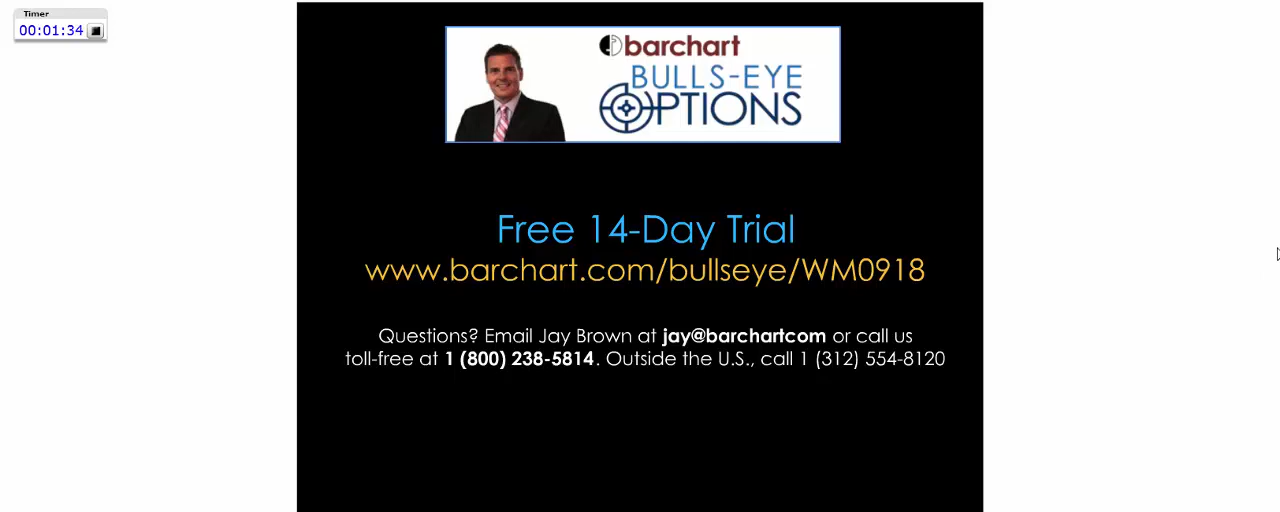 Timer
00:01:34
barchart
BULLS-EYE
OPTIONS
Free 14-Day Trial
www.barchart.com/bullseye/WM0918
Questions? Email Jay Brown at jay@barchartcom or call us
toll-free at 1 (800) 238-5814. Outside the U.S., call 1 (312) 554-8120